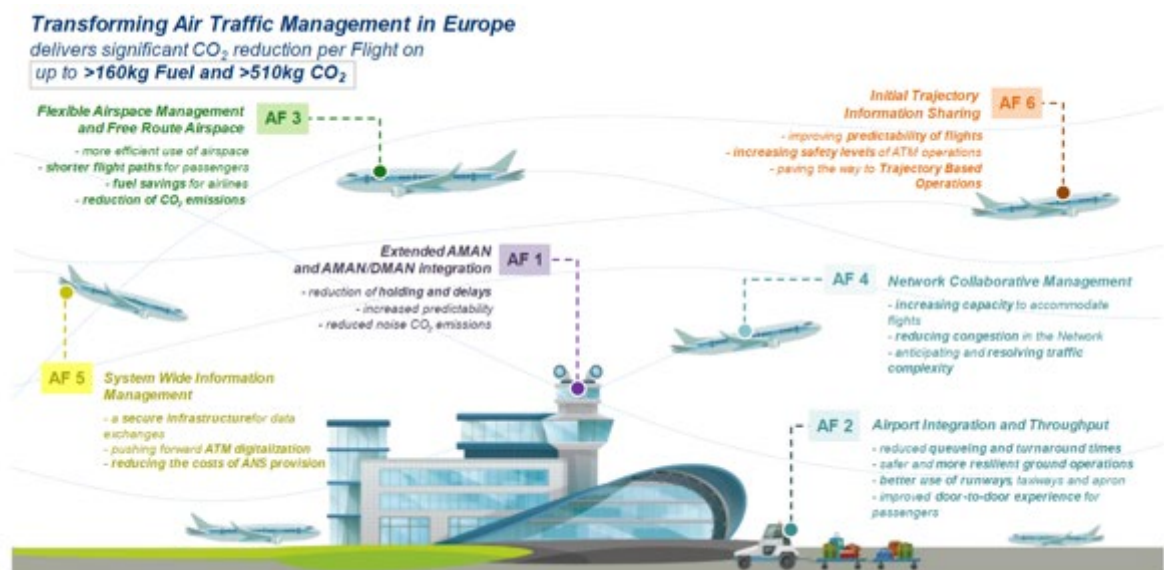 Transforming Air Traffic Management in Europe
delivers significant CO₂ reduction per Flight on
up to >160kg Fuel and >510kg CO₂
Flexible Airspace Management
and Free Route Airspace
AF 3
- more efficient use of airspace
- shorter flight paths for passengers
- fuel savings for airlines
- reduction of CO₂ emissions
Initial Trajectory
Information Sharing
AF 6
- improving predictability of flights
- increasing safety levels of ATM operations
- paving the way to Trajectory Based
Operations
Extended AMAN
and AMAN/DMAN integration
AF 1
- reduction of holding and delays
- increased predictability
- reduced noise CO₂ emissions
AF 4
Network Collaborative Management
- increasing capacity to accommodate
flights
- reducing congestion in the Network
- anticipating and resolving traffic
complexity
AF 5
System Wide Information
Management
- a secure infrastructure for data
exchanges
- pushing forward ATM digitalization
- reducing the costs of ANS provision
AF 2
Airport Integration and Throughput
- reduced queueing and turnaround times
- safer and more resilient ground operations
- better use of runways, taxiways and apron
- improved door-to-door experience for
passengers